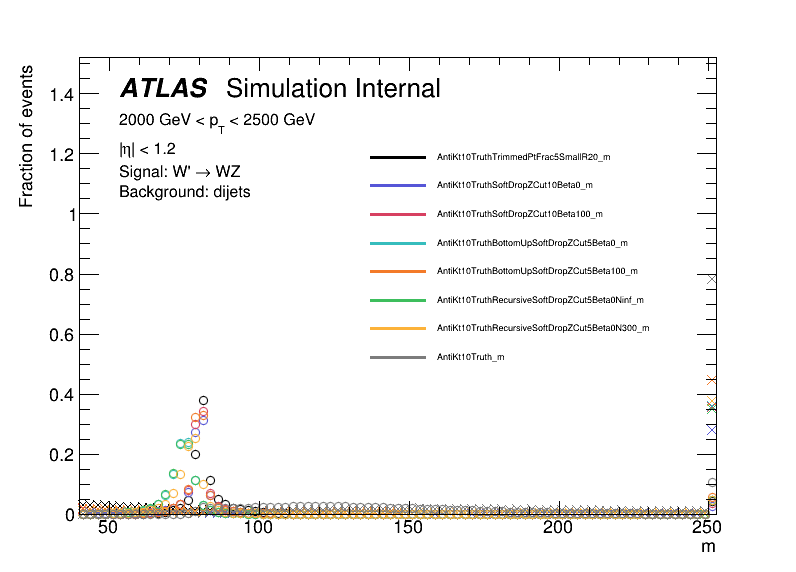 ATLAS Simulation Internal
2000 GeV < pT < 2500 GeV
|η| < 1.2
Signal: W' → WZ
Background: dijets
AntiKt10TruthTrimmedPtFrac5SmallR20_m
AntiKt10TruthSoftDropZCut10Beta0_m
AntiKt10TruthSoftDropZCut10Beta100_m
AntiKt10TruthBottomUpSoftDropZCut5Beta0_m
AntiKt10TruthBottomUpSoftDropZCut5Beta100_m
AntiKt10TruthRecursiveSoftDropZCut5Beta0Ninf_m
AntiKt10TruthRecursiveSoftDropZCut5Beta0N300_m
AntiKt10Truth_m
Fraction of events
1.4
1.2
1
0.8
0.6
0.4
0.2
0
50 100 150 200 250
m